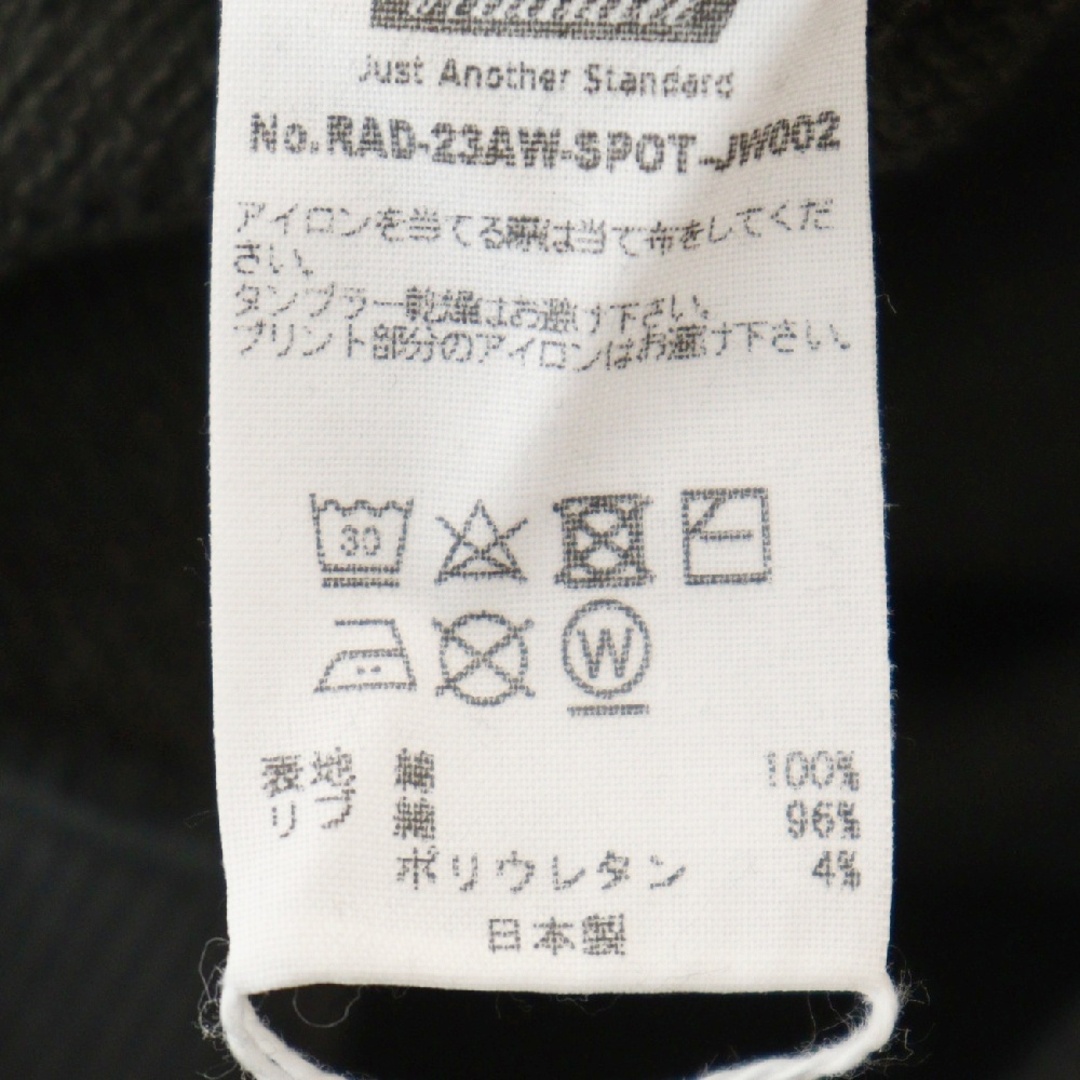 Just Another Standard
No.RAD-23AW-SPOT-JW002
アイロンを当てる際は当て布をしてくだ
さい。
タンブラー乾燥はお避け下さい。
プリント部分のアイロンはお避け下さい。
30
W
表地 綿 100%
リブ 綿 96%
ポリウレタン 4%
日本製